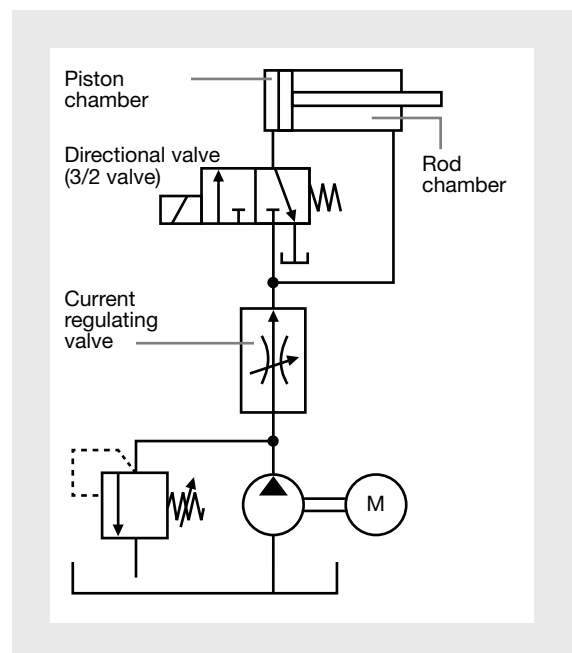 Piston
chamber
Directional valve
(3/2 valve)
Rod
chamber
Current
regulating
valve
M